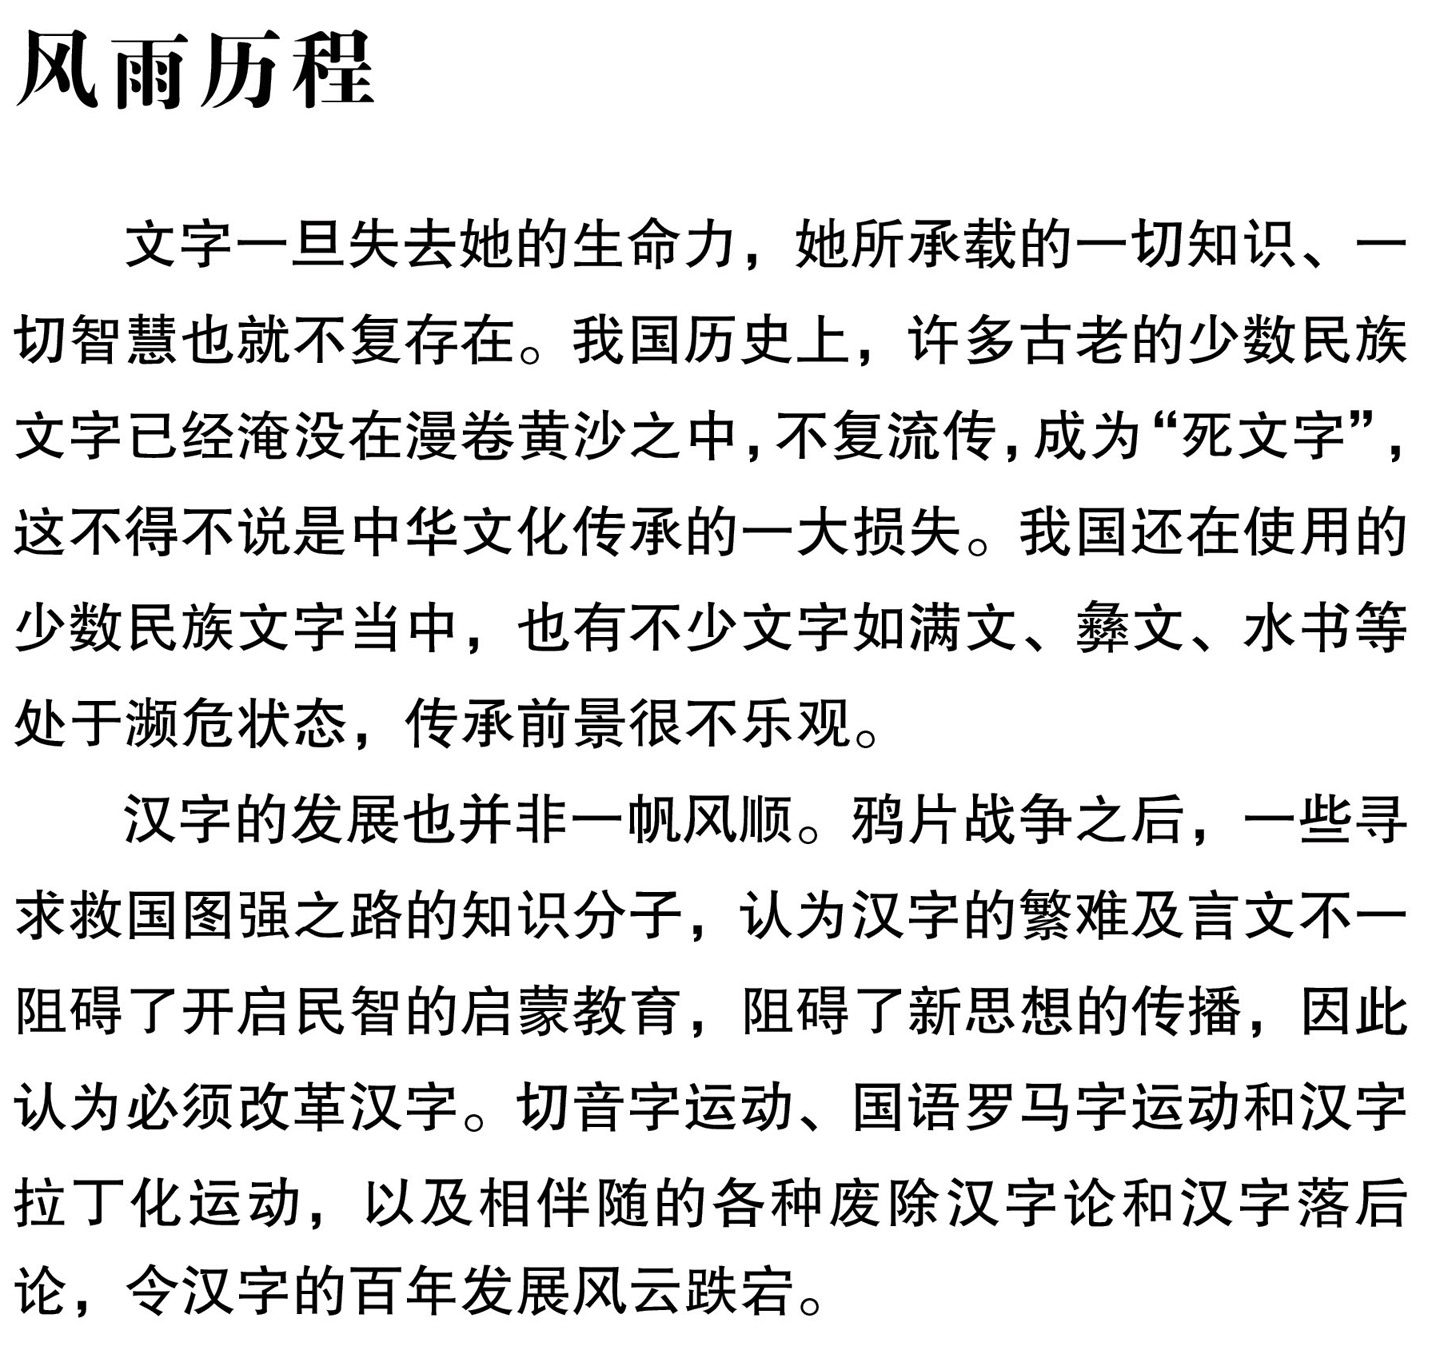 风雨历程
文字一旦失去她的生命力，她所承载的一切知识、一
切智慧也就不复存在。我国历史上，许多古老的少数民族
文字已经淹没在漫卷黄沙之中，不复流传，成为“死文字”，
这不得不说是中华文化传承的一大损失。我国还在使用的
少数民族文字当中，也有不少文字如满文、彝文、水书等
处于濒危状态，传承前景很不乐观。
汉字的发展也并非一帆风顺。鸦片战争之后，一些寻
求救国图强之路的知识分子，认为汉字的繁难及言文不一
阻碍了开启民智的启蒙教育，阻碍了新思想的传播，因此
认为必须改革汉字。切音字运动、国语罗马字运动和汉字
拉丁化运动，以及相伴随的各种废除汉字论和汉字落后
论，令汉字的百年发展风云跌宕。